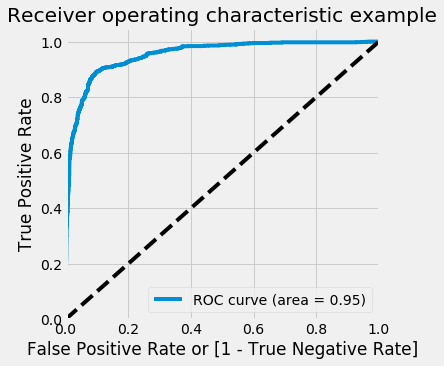 Receiver operating characteristic example
1.0
0.8
0.6
0.4
0.2
0.0
True Positive Rate
ROC curve (area = 0.95)
0.0 0.2 0.4 0.6 0.8 1.0
False Positive Rate or [1 - True Negative Rate]